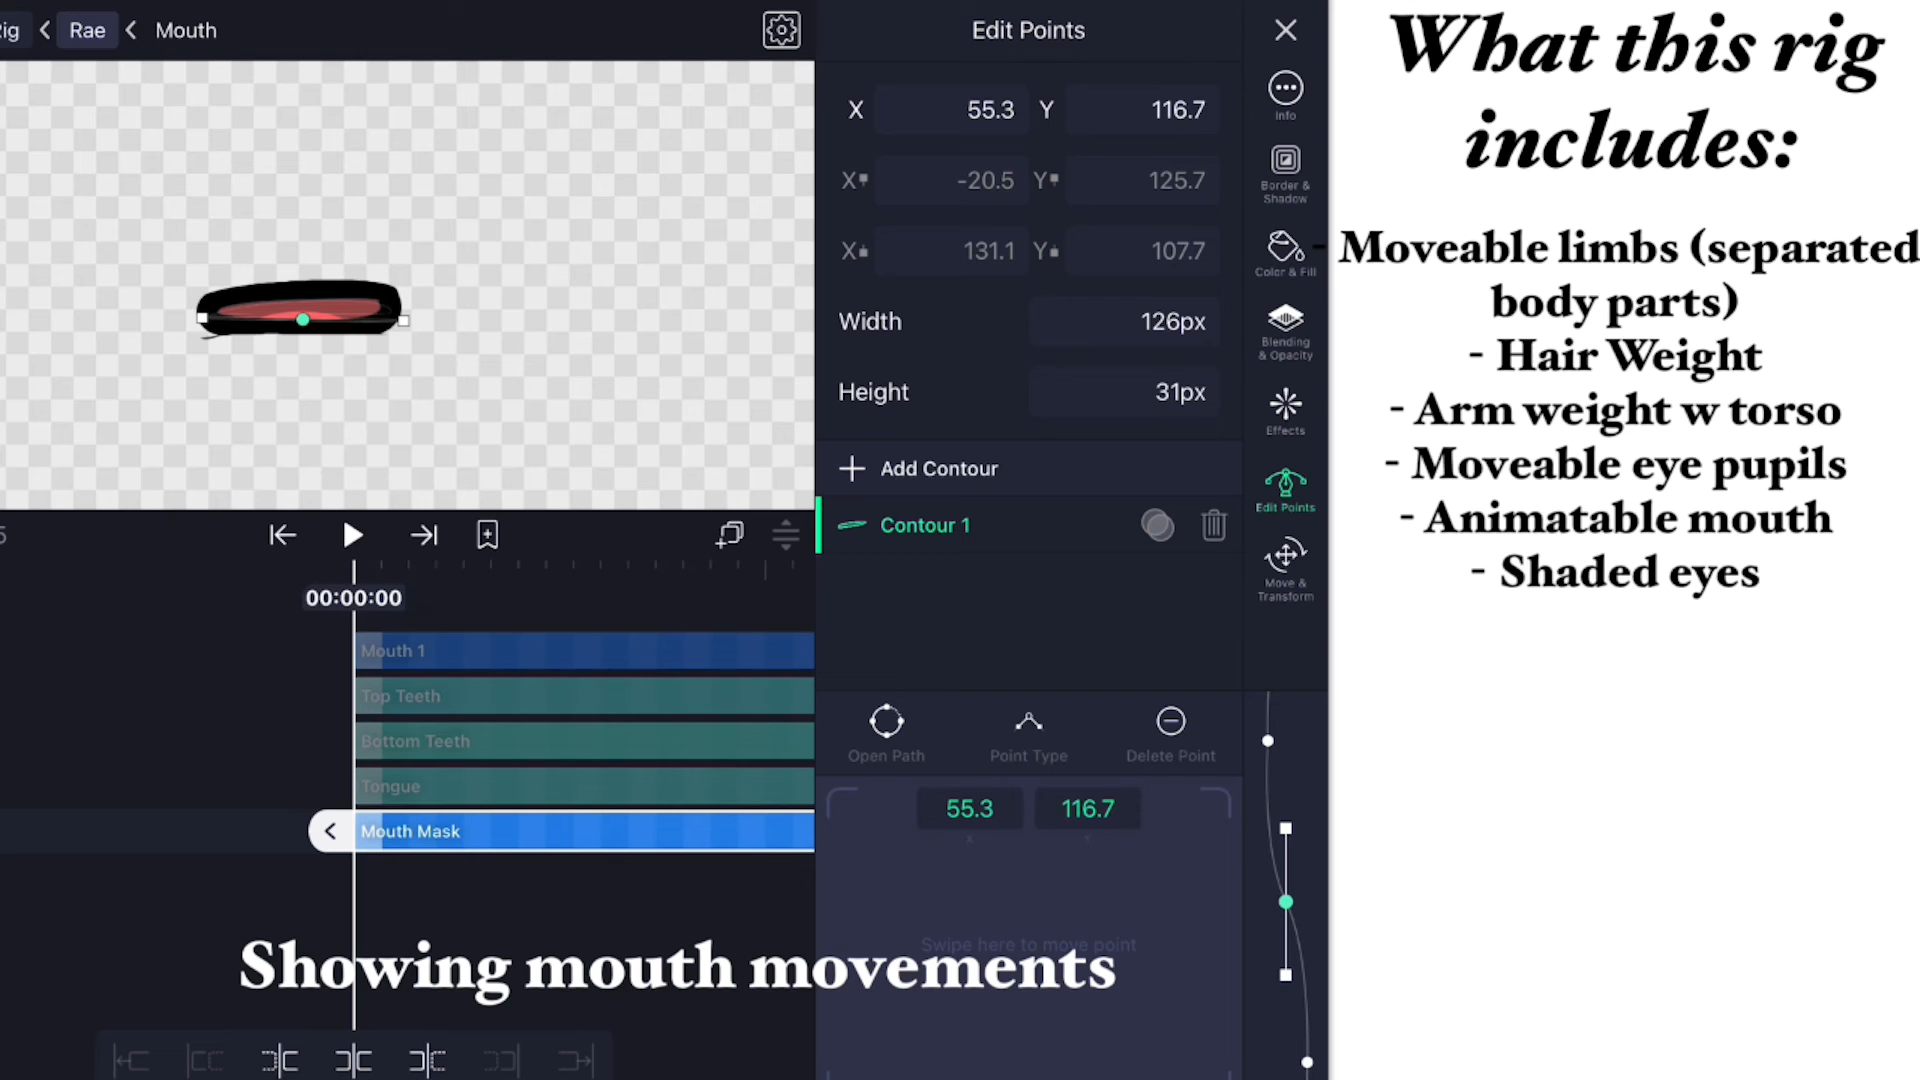 ig
Rae
Mouth
Edit Points
X 55.3 Y 116.7
X -20.5 Y 125.7
X 131.1 Y 107.7
Width 126px
Height 31px
Add Contour
Contour 1
Open Path
Point Type
Delete Point
55.3 116.7
X Y
Swipe here to move point
Info
Border &
Shadow
Color & Fill
Blending
& Opacity
Effects
Edit Points
Move &
Transform
5
00:00:00
Mouth 1
Top Teeth
Bottom Teeth
Tongue
Mouth Mask
Showing mouth movements
What this rig
includes:
- Moveable limbs (separated
body parts)
- Hair Weight
- Arm weight w torso
- Moveable eye pupils
- Animatable mouth
- Shaded eyes